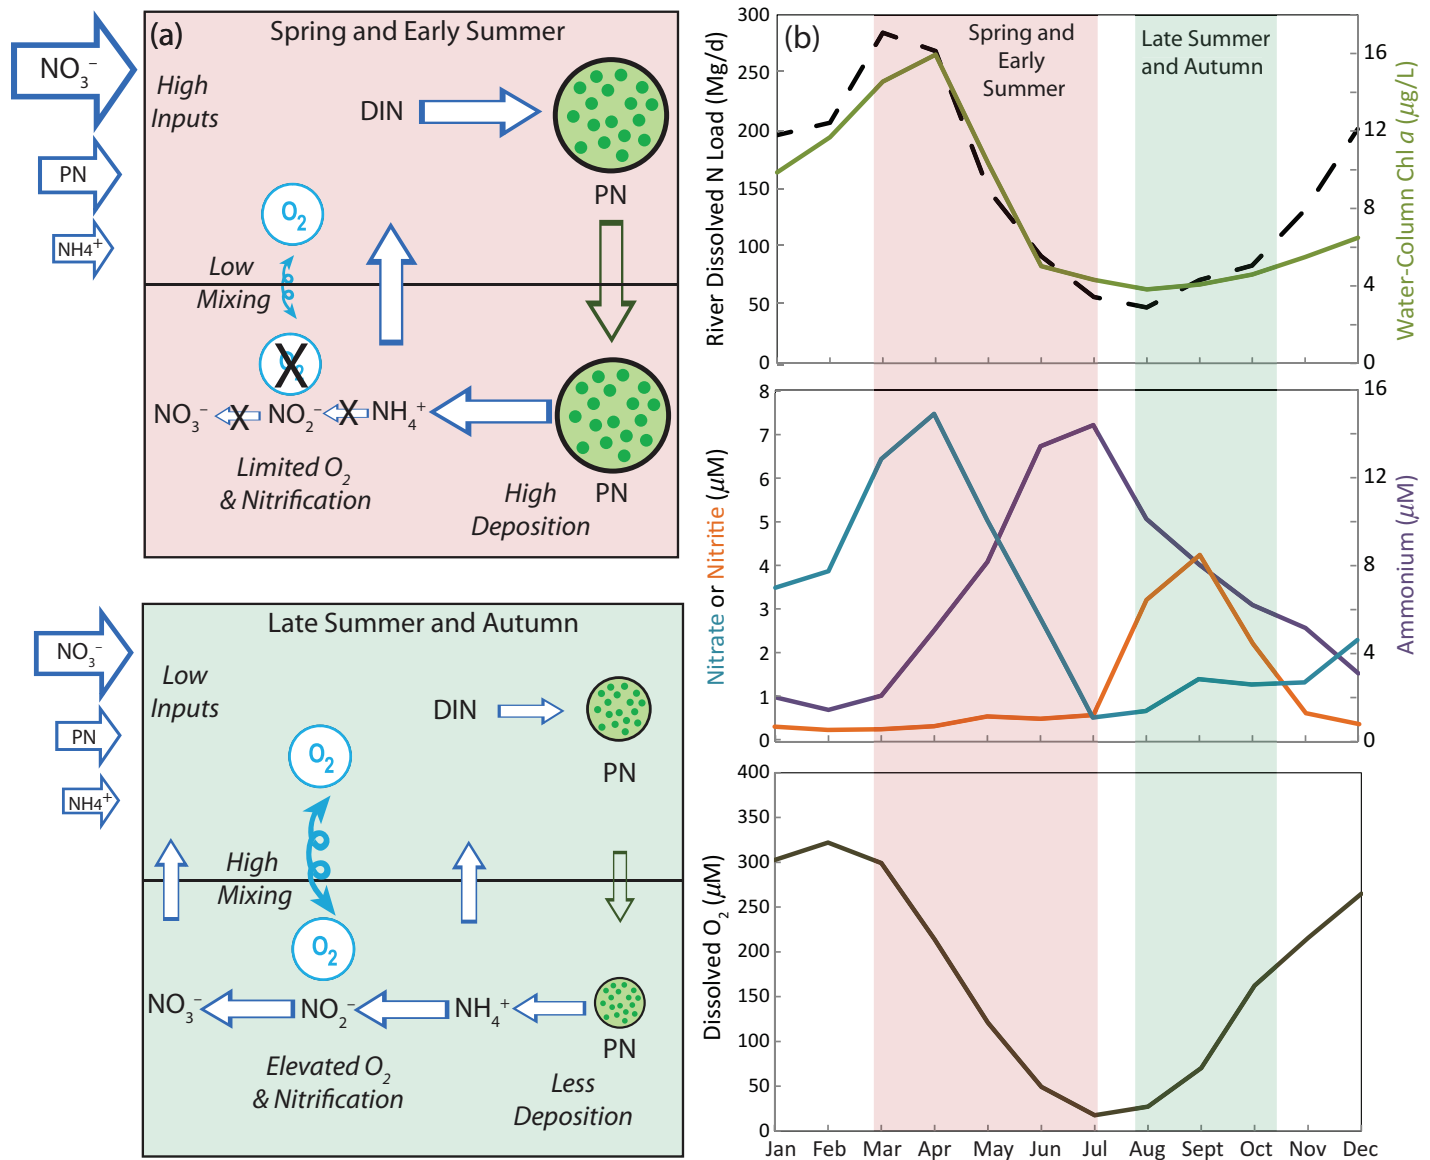 (a)
Spring and Early Summer
NO3−
PN
NH4+
High
Inputs
DIN
PN
O2
Low
Mixing
O2
NO3−
NO2−
NH4+
PN
Limited O2
& Nitrification
High
Deposition
Late Summer and Autumn
NO3−
PN
NH4+
Low
Inputs
DIN
PN
O2
High
Mixing
O2
NO3−
NO2−
NH4+
PN
Elevated O2
& Nitrification
Less
Deposition
(b)
Spring and
Early
Summer
Late Summer
and Autumn
River Dissolved N Load (Mg/d)
300
250
200
150
100
50
0
16
12
8
4
0
Water-Column Chl a (μg/L)
Nitrate or Nitritie (μM)
8
7
6
5
4
3
2
1
0
16
12
8
4
0
Ammonium (μM)
Dissolved O2 (μM)
400
350
300
250
200
150
100
50
0
Jan Feb Mar Apr May Jun Jul Aug Sept Oct Nov Dec